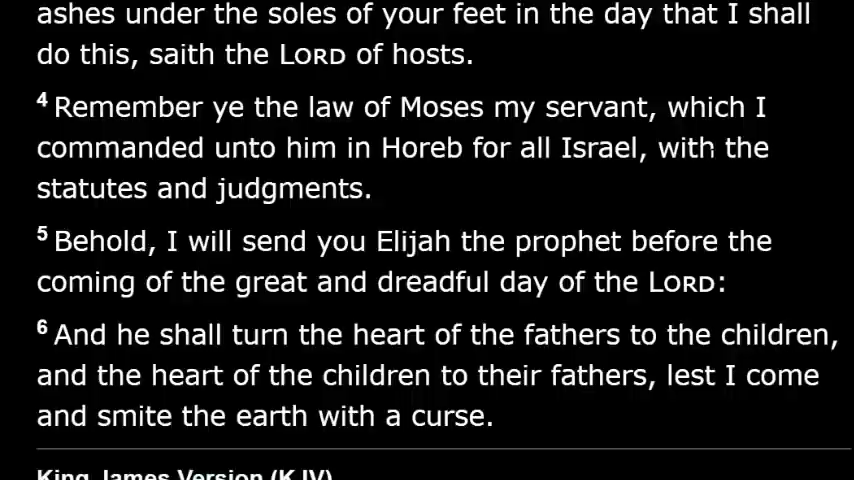 ashes under the soles of your feet in the day that I shall
do this, saith the LORD of hosts.
4 Remember ye the law of Moses my servant, which I
commanded unto him in Horeb for all Israel, with the
statutes and judgments.
5 Behold, I will send you Elijah the prophet before the
coming of the great and dreadful day of the LORD:
6 And he shall turn the heart of the fathers to the children,
and the heart of the children to their fathers, lest I come
and smite the earth with a curse.
King James Version (KJV)